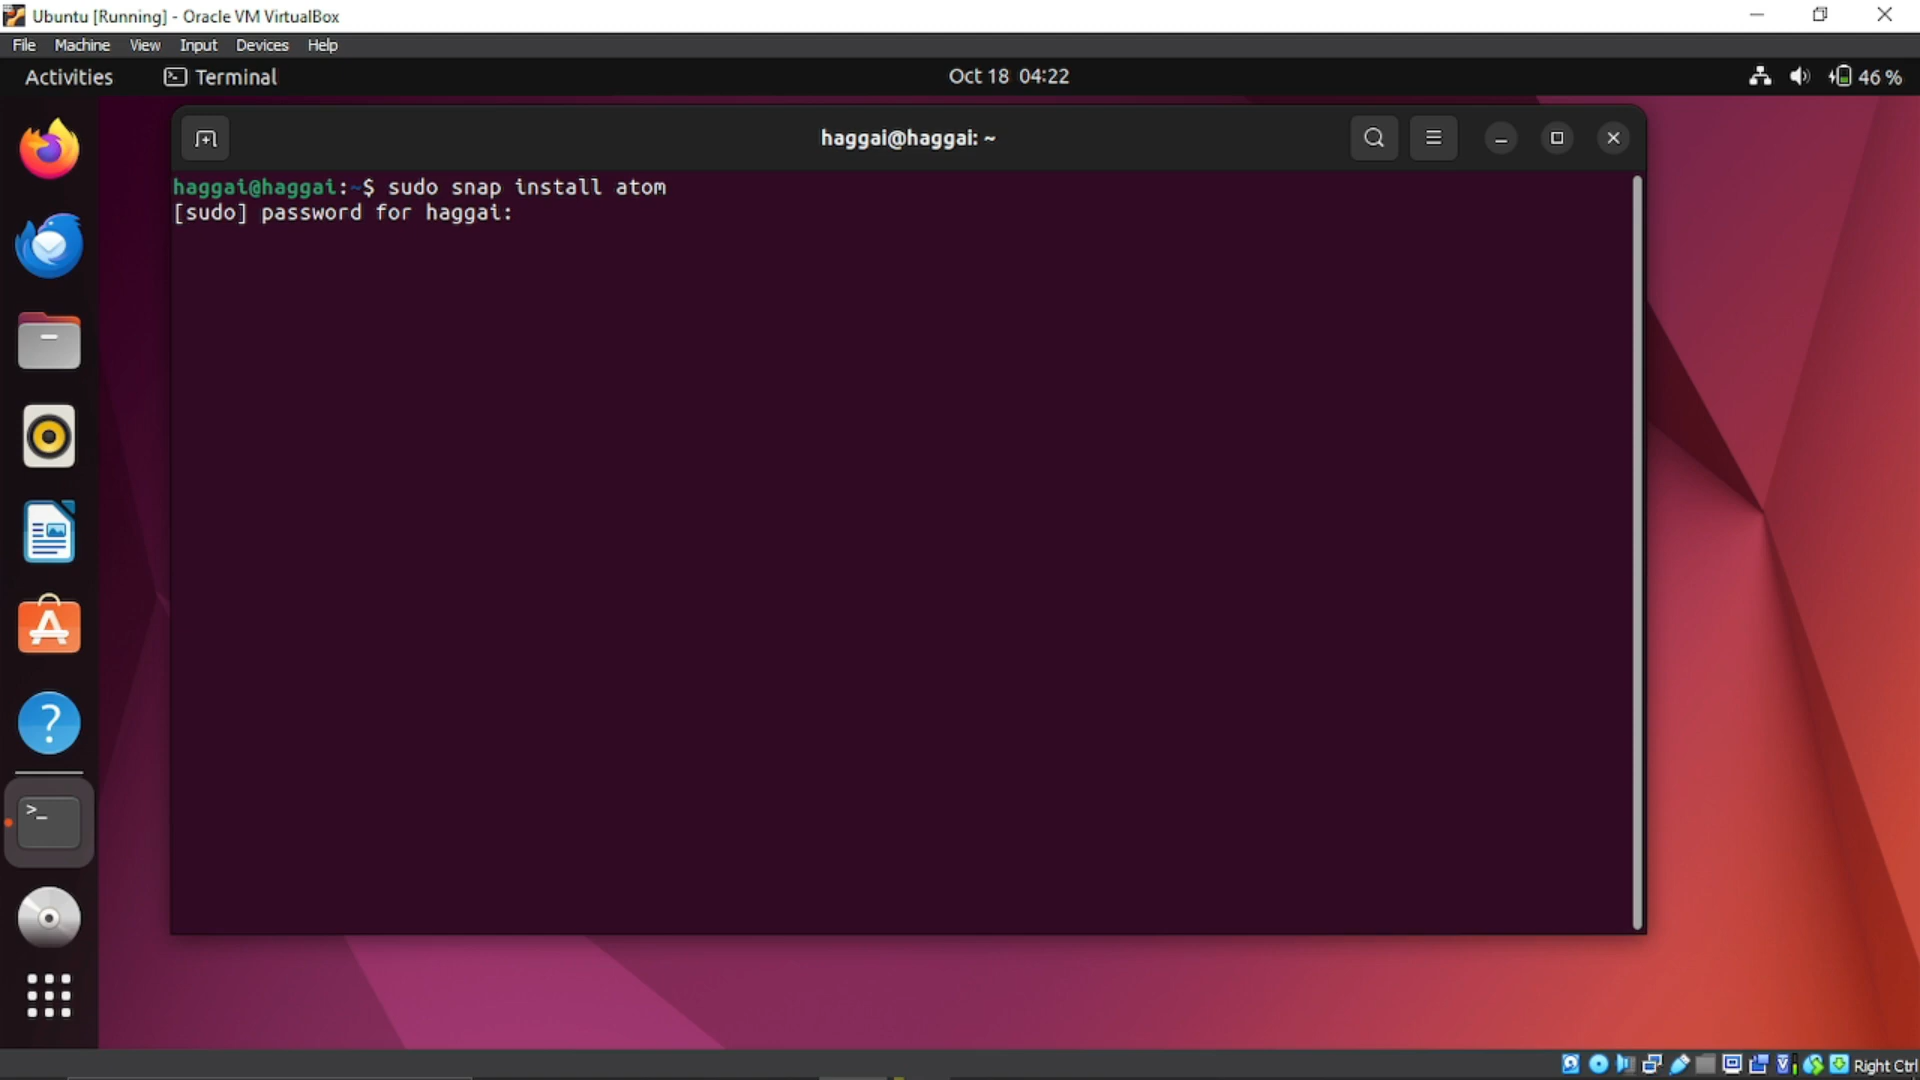 Ubuntu [Running] - Oracle VM VirtualBox
File Machine View Input Devices Help
Activities Terminal Oct 18 04:22 46 %
haggai@haggai: ~
haggai@haggai:~$ sudo snap install atom
[sudo] password for haggai:
Right Ctrl